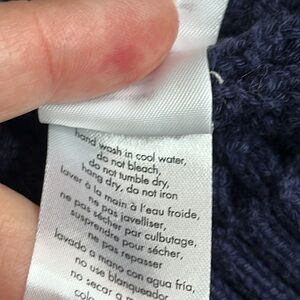 hand wash in cool water,
do not bleach,
do not tumble dry,
hang dry, do not iron
laver à la main à l'eau froide,
ne pas javelliser,
ne pas sécher par culbutage,
suspendre pour sécher,
ne pas repasser
lavado a mano con agua fría,
no use blanqueador
no secar a m
colg